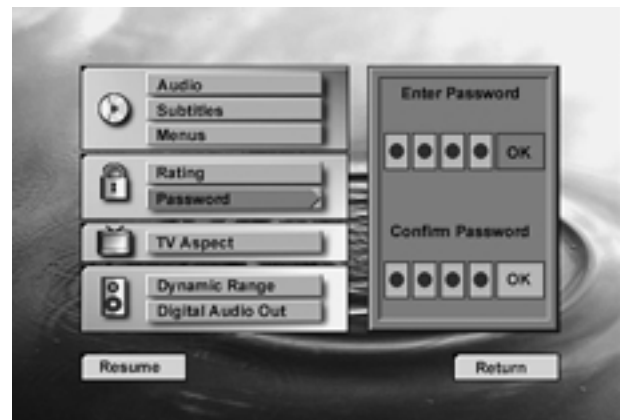 Audio
Subtitles
Menus
Rating
Password
TV Aspect
Dynamic Range
Digital Audio Out
Enter Password
OK
Confirm Password
OK
Resume
Return